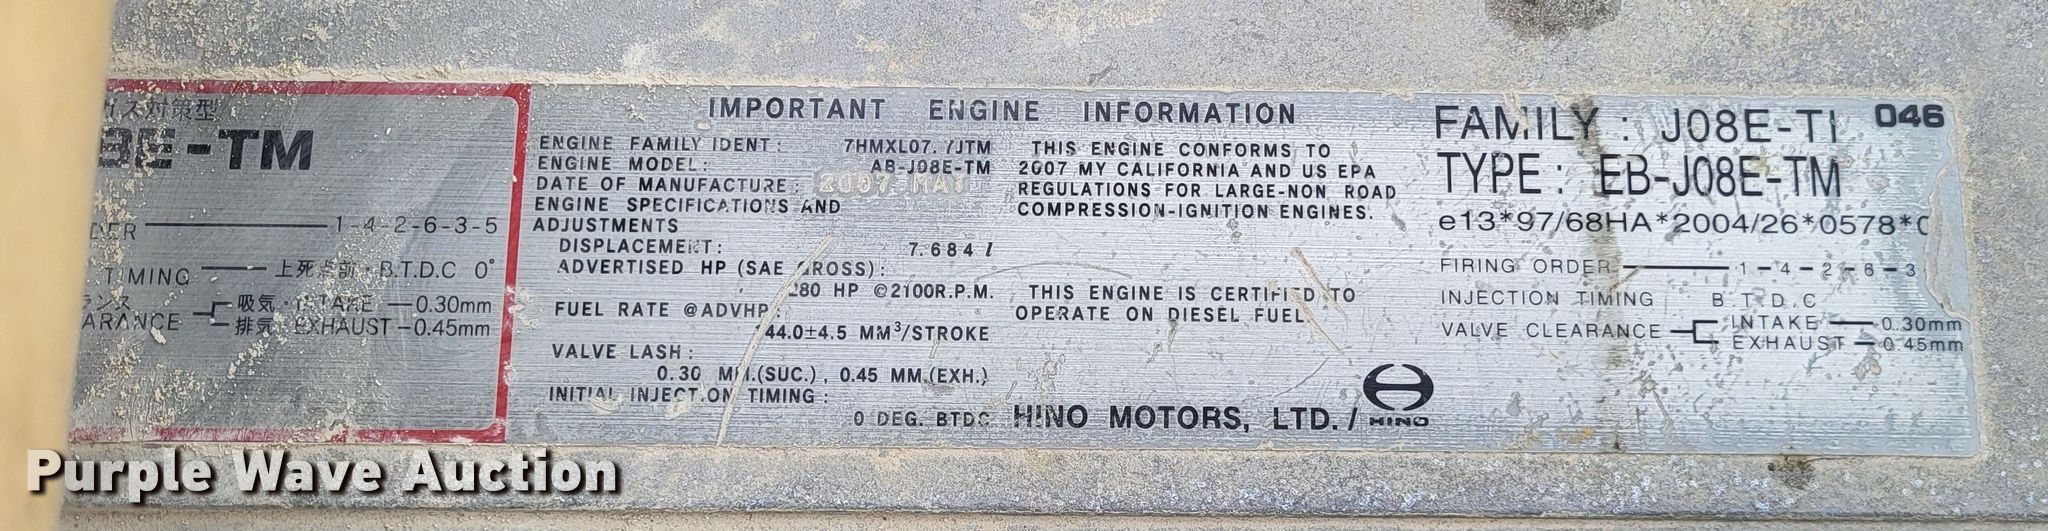 ガス対策型
8E-TM
DER 1-4-2-6-3-5
TIMING 上死点前・B.T.D.C 0°
ランス 吸気・INTAKE 0.30mm
ARANCE 排気・EXHAUST 0.45mm
IMPORTANT ENGINE INFORMATION
ENGINE FAMILY IDENT: 7HMXL07.7JTM
ENGINE MODEL: AB-J08E-TM
DATE OF MANUFACTURE: 2007 MAY
ENGINE SPECIFICATIONS AND
ADJUSTMENTS
DISPLACEMENT: 7.684 l
ADVERTISED HP (SAE GROSS):
280 HP @2100R.P.M.
FUEL RATE @ADVHP:
44.0±4.5 MM³/STROKE
VALVE LASH:
0.30 MM.(SUC.), 0.45 MM.(EXH.)
INITIAL INJECTION TIMING:
0 DEG. BTDC
THIS ENGINE CONFORMS TO
2007 MY CALIFORNIA AND US EPA
REGULATIONS FOR LARGE-NON ROAD
COMPRESSION-IGNITION ENGINES.
THIS ENGINE IS CERTIFIED TO
OPERATE ON DIESEL FUEL
HINO MOTORS, LTD./ HINO
FAMILY: J08E-TI 046
TYPE: EB-J08E-TM
e13*97/68HA*2004/26*0578*
FIRING ORDER 1-4-2-6-3
INJECTION TIMING B.T.D.C
VALVE CLEARANCE INTAKE 0.30mm
EXHAUST 0.45mm
Purple Wave Auction